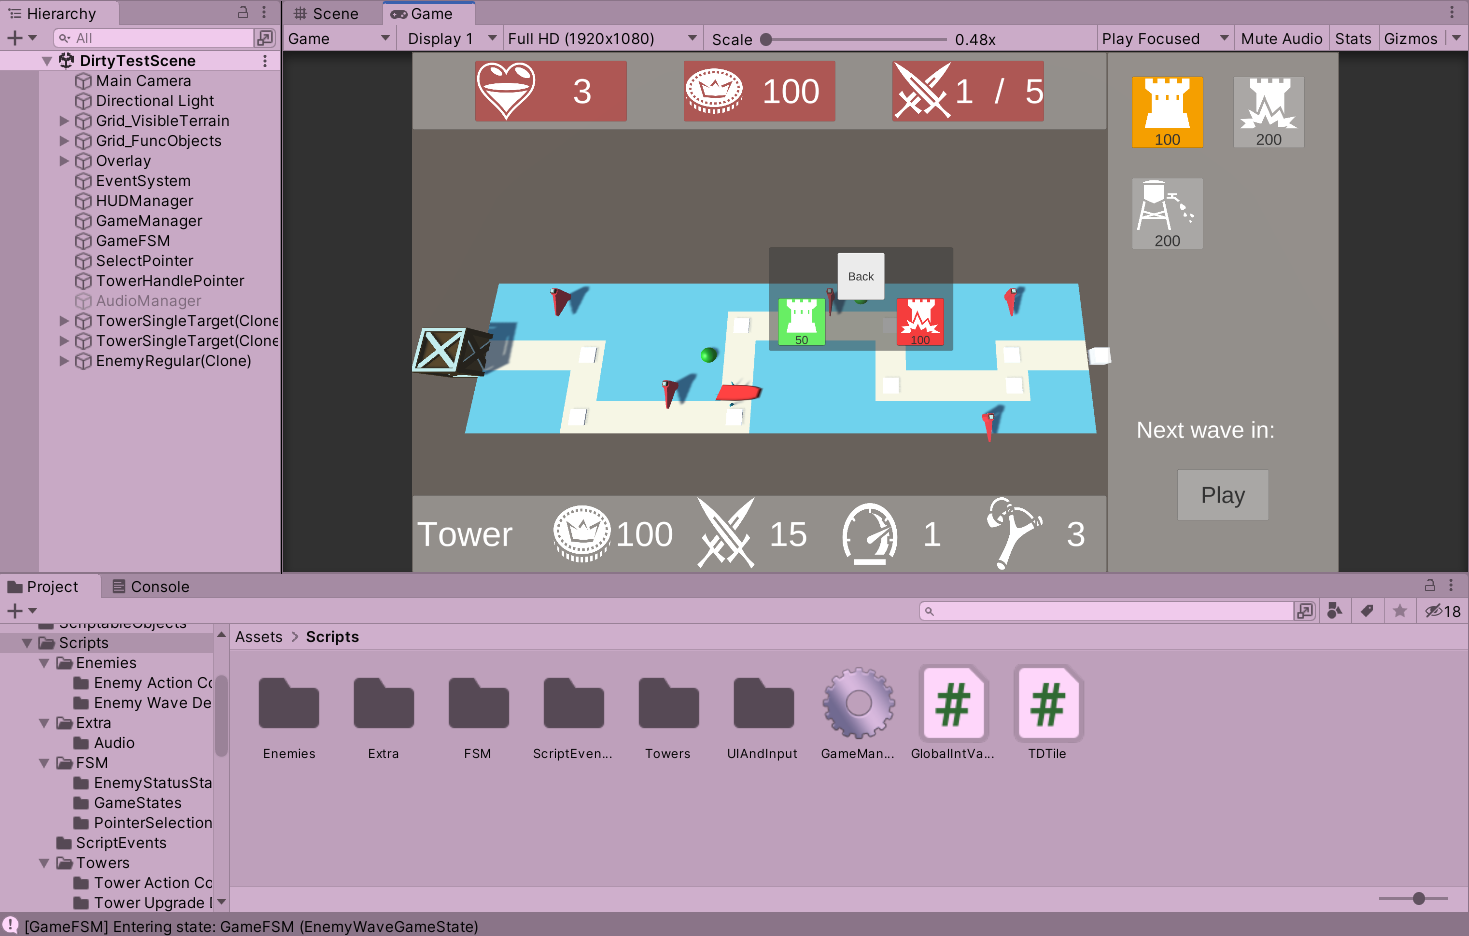 Hierarchy
All
DirtyTestScene
Main Camera
Directional Light
Grid_VisibleTerrain
Grid_FuncObjects
Overlay
EventSystem
HUDManager
GameManager
GameFSM
SelectPointer
TowerHandlePointer
AudioManager
TowerSingleTarget(Clone
TowerSingleTarget(Clone
EnemyRegular(Clone)
Scene
Game
Game
Display 1
Full HD (1920x1080)
Scale
0.48x
Play Focused
Mute Audio
Stats
Gizmos
3
100
1 / 5
100
200
200
Back
50
100
Next wave in:
Play
Tower
100
15
1
3
Project
Console
18
ScriptableObjects
Scripts
Enemies
Enemy Action Co
Enemy Wave De
Extra
Audio
FSM
EnemyStatusSta
GameStates
PointerSelection
ScriptEvents
Towers
Tower Action Co
Tower Upgrade
Assets > Scripts
Enemies
Extra
FSM
ScriptEven...
Towers
UIAndInput
GameMan...
GlobalIntVa...
TDTile
[GameFSM] Entering state: GameFSM (EnemyWaveGameState)